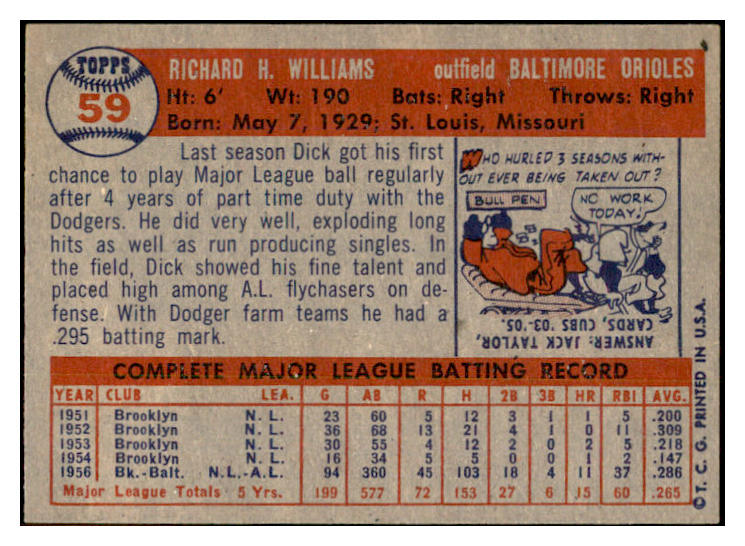 TOPPS
59
RICHARD H. WILLIAMS outfield BALTIMORE ORIOLES
Ht: 6' Wt: 190 Bats: Right Throws: Right
Born: May 7, 1929; St. Louis, Missouri
Last season Dick got his first
chance to play Major League ball regularly
after 4 years of part time duty with the
Dodgers. He did very well, exploding long
hits as well as run producing singles. In
the field, Dick showed his fine talent and
placed high among A.L. flychasers on de-
fense. With Dodger farm teams he had a
.295 batting mark.
WHO HURLED 3 SEASONS WITH-
OUT EVER BEING TAKEN OUT?
BULL PEN
NO WORK
TODAY!
ANSWER: JACK TAYLOR,
CARDS, CUBS '03-'05.
COMPLETE MAJOR LEAGUE BATTING RECORD
YEAR CLUB LEA. G AB R H 2B 3B HR RBI AVG.
1951 Brooklyn N. L. 23 60 5 12 3 1 1 5 .200
1952 Brooklyn N. L. 36 68 13 21 4 1 0 11 .309
1953 Brooklyn N. L. 30 55 4 12 2 0 2 5 .218
1954 Brooklyn N. L. 16 34 5 5 0 0 1 2 .147
1956 Bk.-Balt. N.L.-A.L. 94 360 45 103 18 4 11 37 .286
Major League Totals 5 Yrs. 199 577 72 153 27 6 15 60 .265
© T. C. G. PRINTED IN U.S.A.